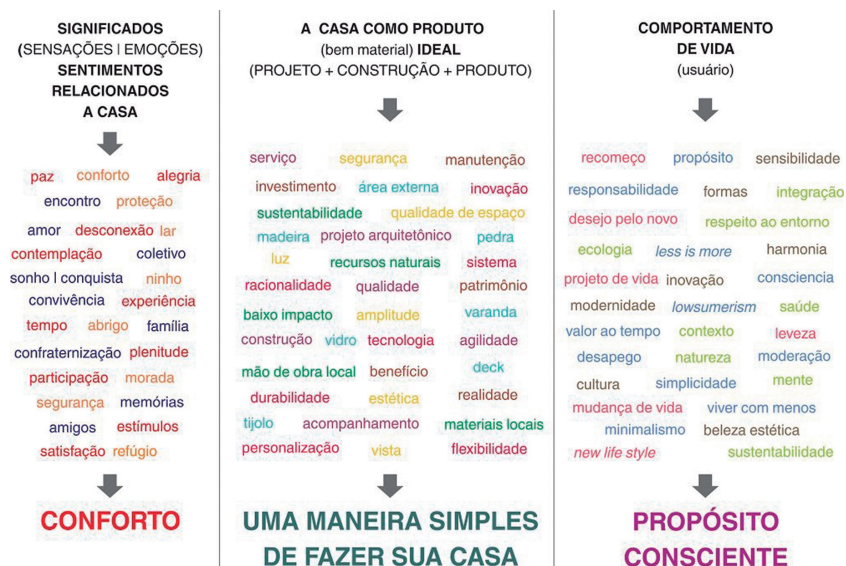 SIGNIFICADOS
(SENSAÇÕES | EMOÇÕES)
SENTIMENTOS
RELACIONADOS
A CASA
paz conforto alegria
encontro proteção
amor desconexão lar
contemplação coletivo
sonho | conquista ninho
convivência experiência
tempo abrigo família
confraternização plenitude
participação morada
segurança memórias
amigos estímulos
satisfação refúgio
CONFORTO
A CASA COMO PRODUTO
(bem material) IDEAL
(PROJETO + CONSTRUÇÃO + PRODUTO)
serviço segurança manutenção
investimento área externa inovação
sustentabilidade qualidade de espaço
madeira projeto arquitetônico pedra
luz recursos naturais sistema
racionalidade qualidade patrimônio
baixo impacto amplitude varanda
construção vidro tecnologia agilidade
mão de obra local benefício deck
durabilidade estética realidade
tijolo acompanhamento materiais locais
personalização vista flexibilidade
UMA MANEIRA SIMPLES
DE FAZER SUA CASA
COMPORTAMENTO
DE VIDA
(usuário)
recomeço propósito sensibilidade
responsabilidade formas integração
desejo pelo novo respeito ao entorno
ecologia less is more harmonia
projeto de vida inovação consciencia
modernidade lowsumerism saúde
valor ao tempo contexto leveza
desapego natureza moderação
cultura simplicidade mente
mudança de vida viver com menos
minimalismo beleza estética
new life style sustentabilidade
PROPÓSITO
CONSCIENTE